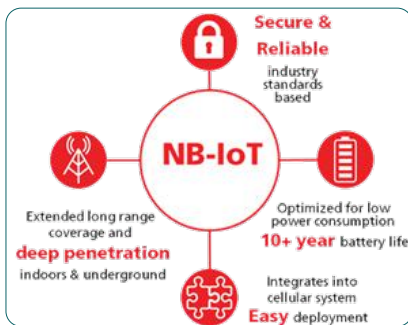 Secure &
Reliable
industry
standards
based
NB-IoT
Extended long range
coverage and
deep penetration
indoors & underground
Optimized for low
power consumption
10+ year battery life
Integrates into
cellular system
Easy deployment